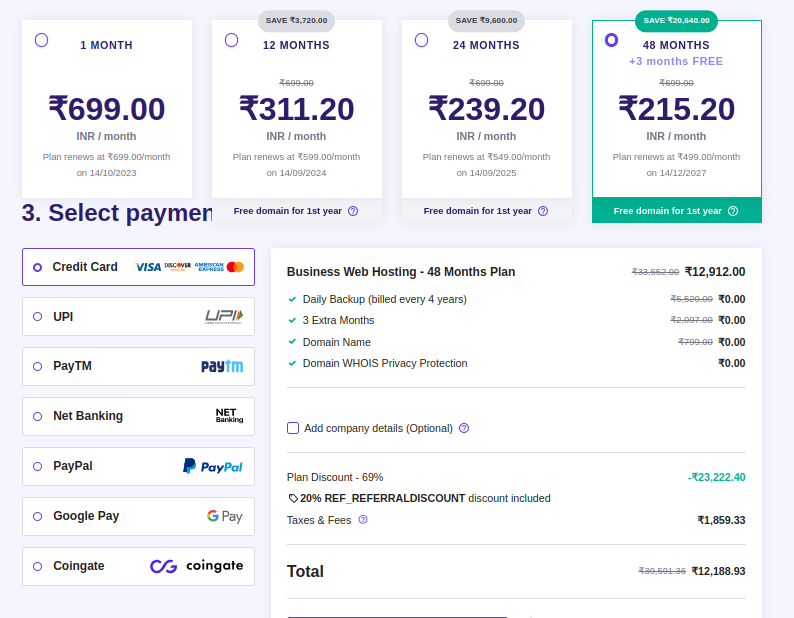 SAVE ₹3,720.00 SAVE ₹9,600.00 SAVE ₹20,640.00
1 MONTH 12 MONTHS 24 MONTHS 48 MONTHS
+3 months FREE
₹699.00 ₹699.00 ₹699.00
₹699.00 ₹311.20 ₹239.20 ₹215.20
INR / month INR / month INR / month INR / month
Plan renews at ₹699.00/month Plan renews at ₹599.00/month Plan renews at ₹549.00/month Plan renews at ₹499.00/month
on 14/10/2023 on 14/09/2024 on 14/09/2025 on 14/12/2027
3. Select paymen Free domain for 1st year Free domain for 1st year Free domain for 1st year
Credit Card VISA DISCOVER AMERICAN EXPRESS
UPI UPI
PayTM paytm
Net Banking NET Banking
PayPal PayPal
Google Pay G Pay
Coingate coingate
Business Web Hosting - 48 Months Plan ₹33,552.00 ₹12,912.00
Daily Backup (billed every 4 years) ₹5,520.00 ₹0.00
3 Extra Months ₹2,097.00 ₹0.00
Domain Name ₹799.00 ₹0.00
Domain WHOIS Privacy Protection ₹0.00
Add company details (Optional)
Plan Discount - 69% -₹23,222.40
20% REF_REFERRALDISCOUNT discount included
Taxes & Fees ₹1,859.33
Total ₹39,591.36 ₹12,188.93